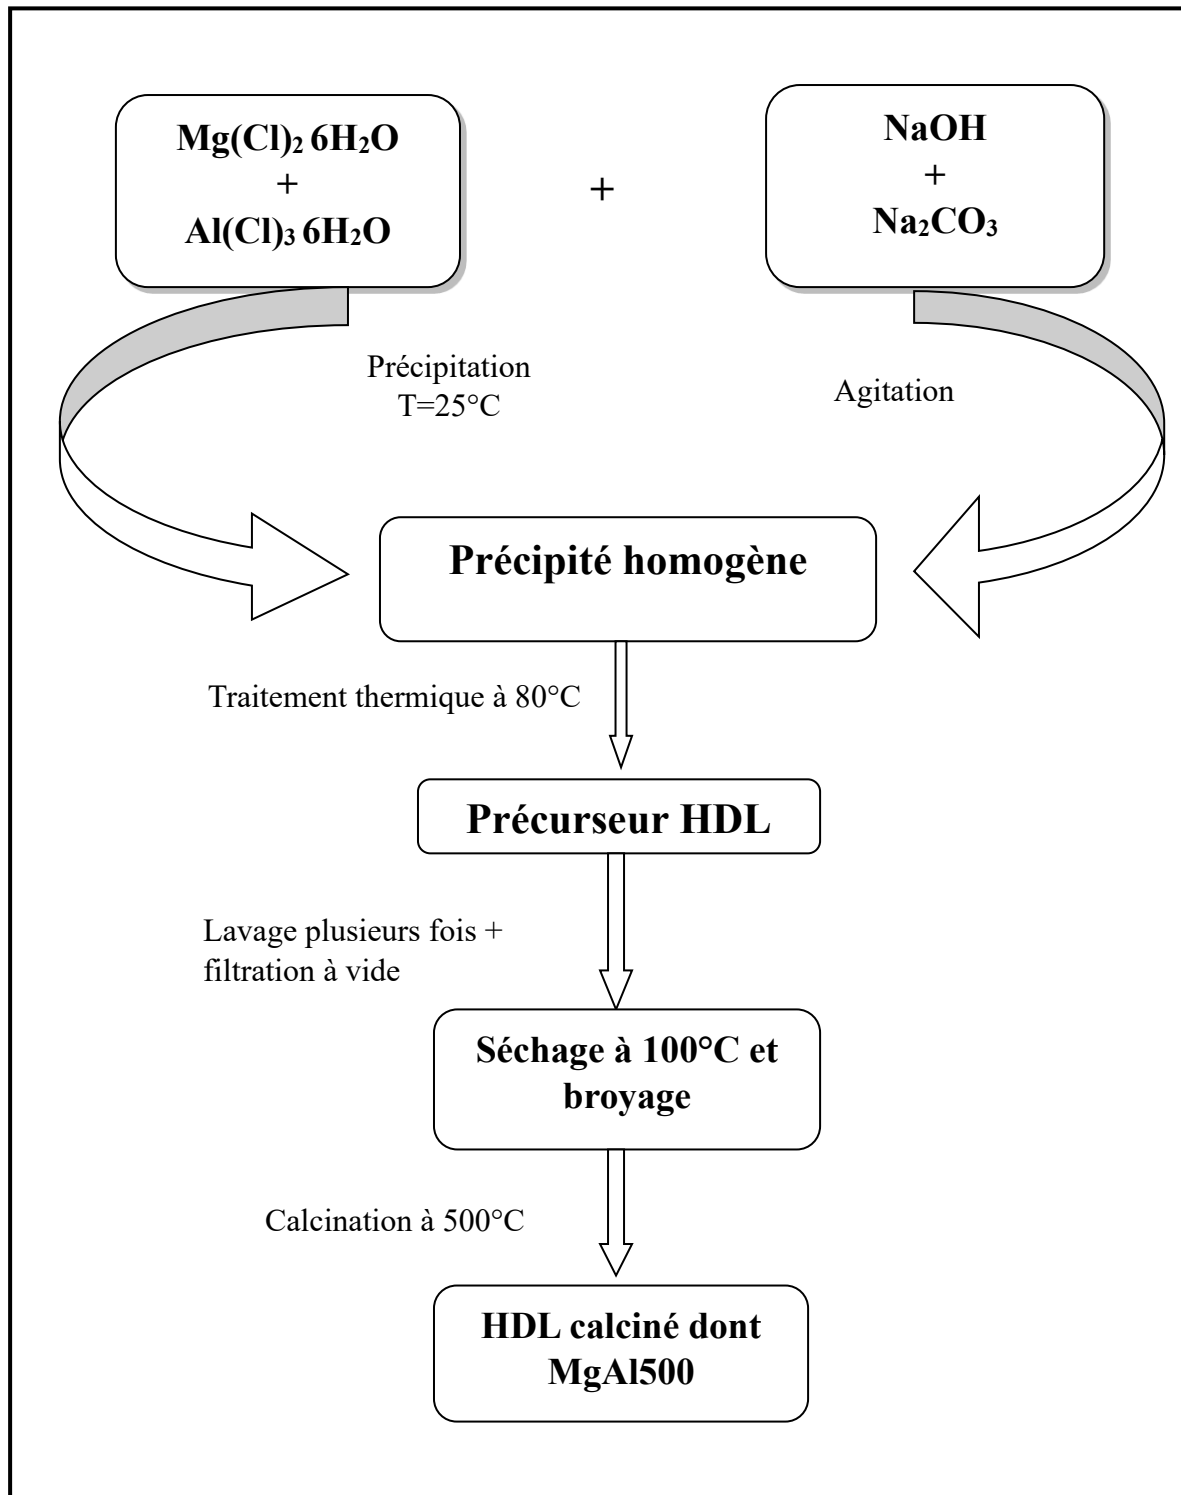 Mg(Cl)₂ 6H₂O
+
Al(Cl)₃ 6H₂O
+
NaOH
+
Na₂CO₃
Précipitation
T=25°C
Agitation
Précipité homogène
Traitement thermique à 80°C
Précurseur HDL
Lavage plusieurs fois +
filtration à vide
Séchage à 100°C et
broyage
Calcination à 500°C
HDL calciné dont
MgAl500